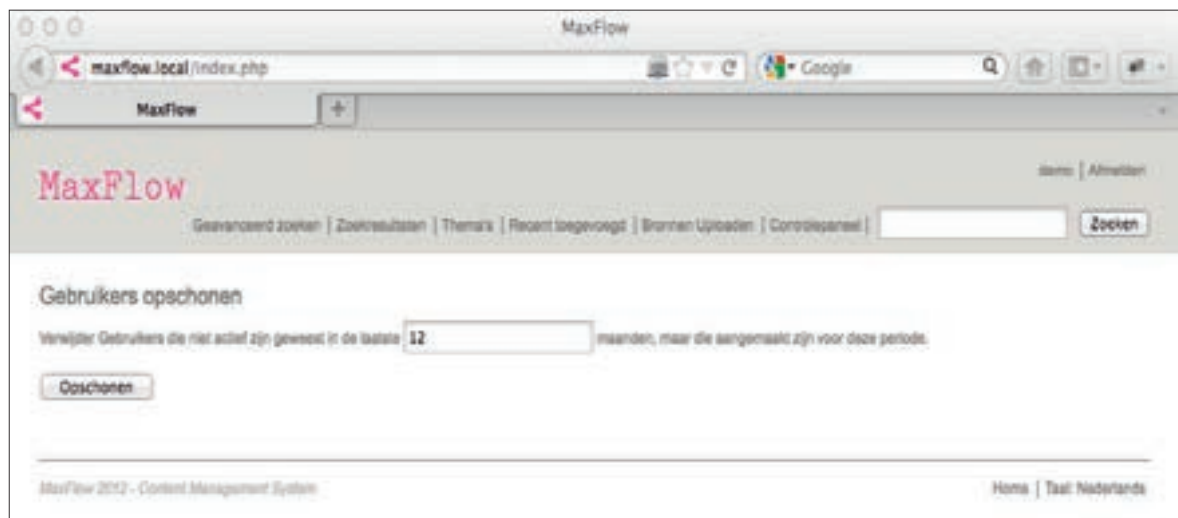 MaxFlow
maxflow.local/index.php
Google
MaxFlow
demo | Afmelden
MaxFlow
Geavanceerd zoeken | Zoekresultaten | Thema's | Recent toegevoegd | Bronnen Uploaden | Controlepaneel |
Zoeken
Gebruikers opschonen
Verwijder Gebruikers die niet actief zijn geweest in de laatste 12 maanden, maar die aangemaakt zijn voor deze periode.
Opschonen
MaxFlow 2012 - Content Management System
Home | Taal: Nederlands